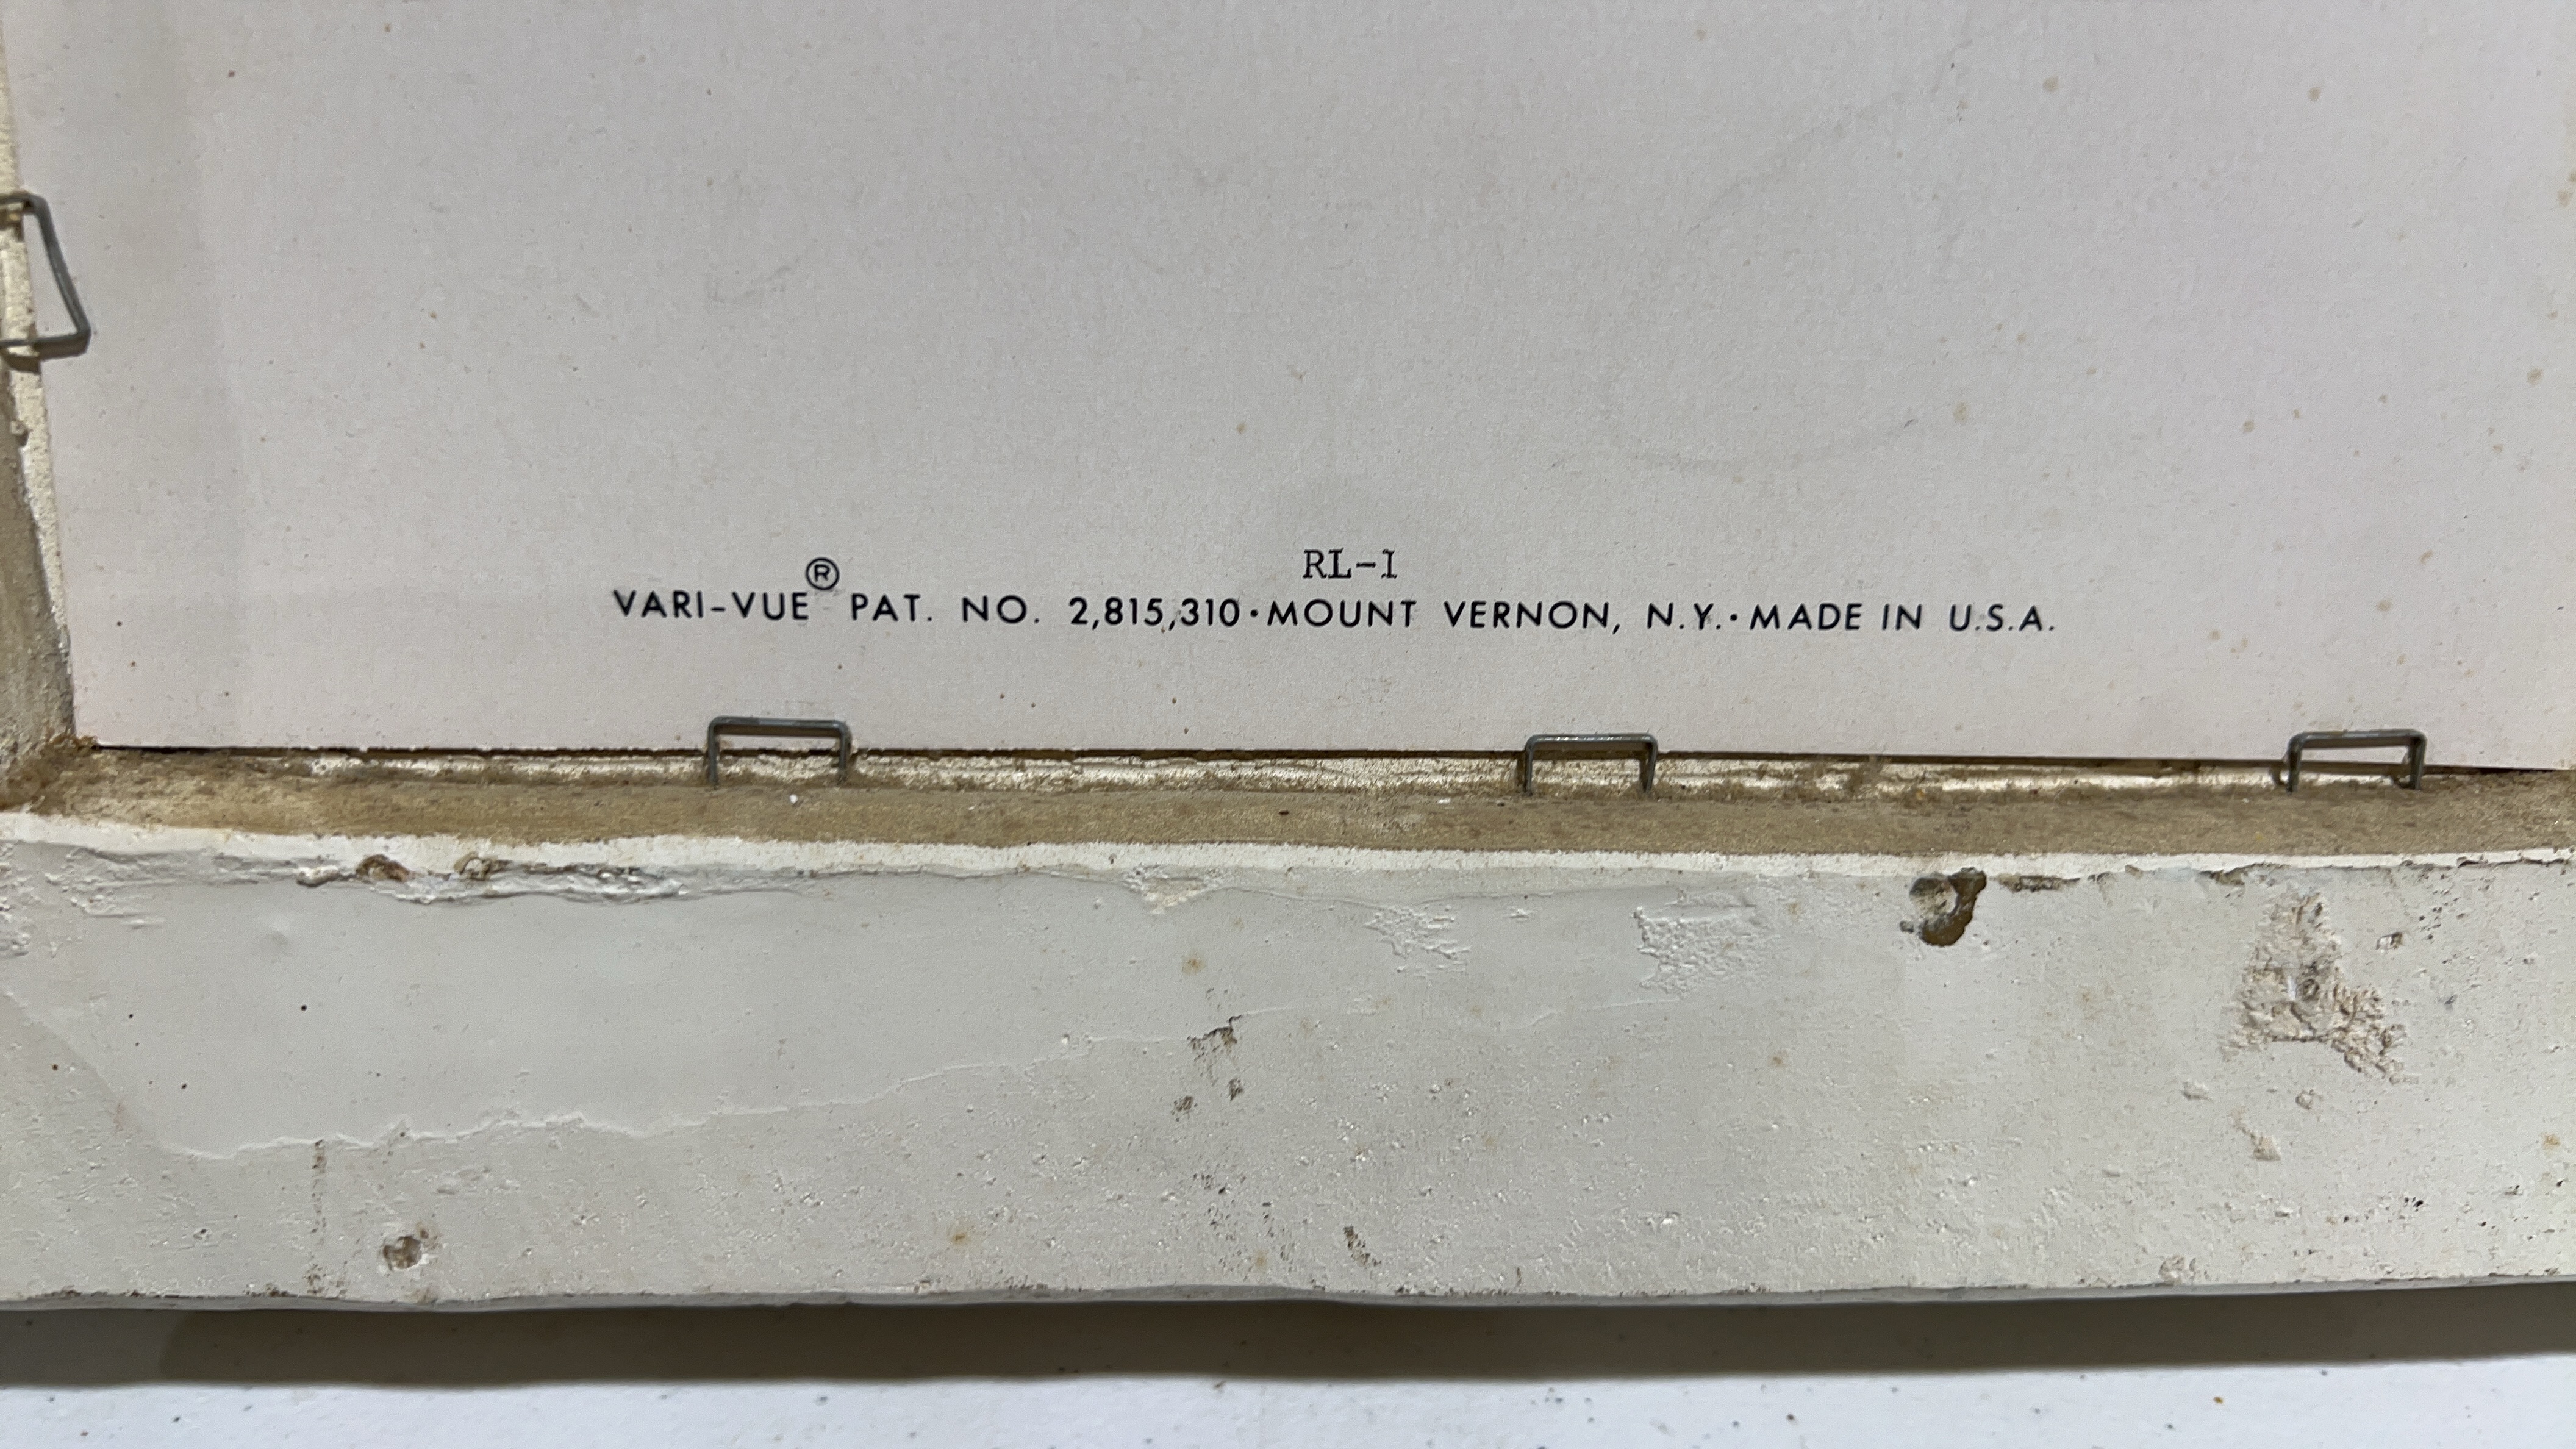 RL-1
VARI-VUE® PAT. NO. 2,815,310·MOUNT VERNON, N.Y.·MADE IN U.S.A.